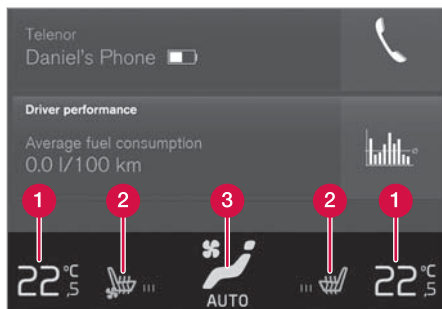 Telenor
Daniel's Phone
Driver performance
Average fuel consumption
0.0 l/100 km
1 2 3 2 1
22,5 °C 22,5 °C
AUTO